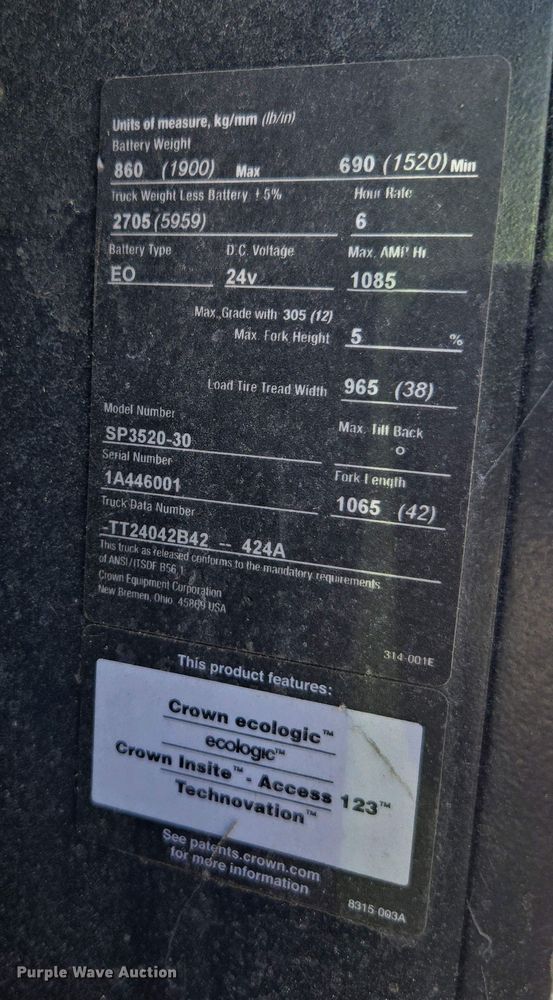 Units of measure, kg/mm (lb/in)
Battery Weight
860 (1900) Max 690 (1520) Min
Truck Weight Less Battery ± 5% Hour Rate
2705 (5959) 6
Battery Type D.C. Voltage Max. AMP Hr
EO 24v 1085
Max. Grade with 305 (12)
Max. Fork Height 5 %
Load Tire Tread Width 965 (38)
Model Number Max. Tilt Back
SP3520-30 o
Serial Number Fork Length
1A446001 1065 (42)
Truck Data Number
-TT24042B42 -- 424A
This truck as released conforms to the mandatory requirements
of ANSI/ITSDF B56.1
Crown Equipment Corporation
New Bremen, Ohio 45869 USA
314-001E
This product features:
Crown ecologic™
ecologic™
Crown Insite™ - Access 123™
Technovation™
See patents.crown.com
for more information
8315-003A
Purple Wave Auction